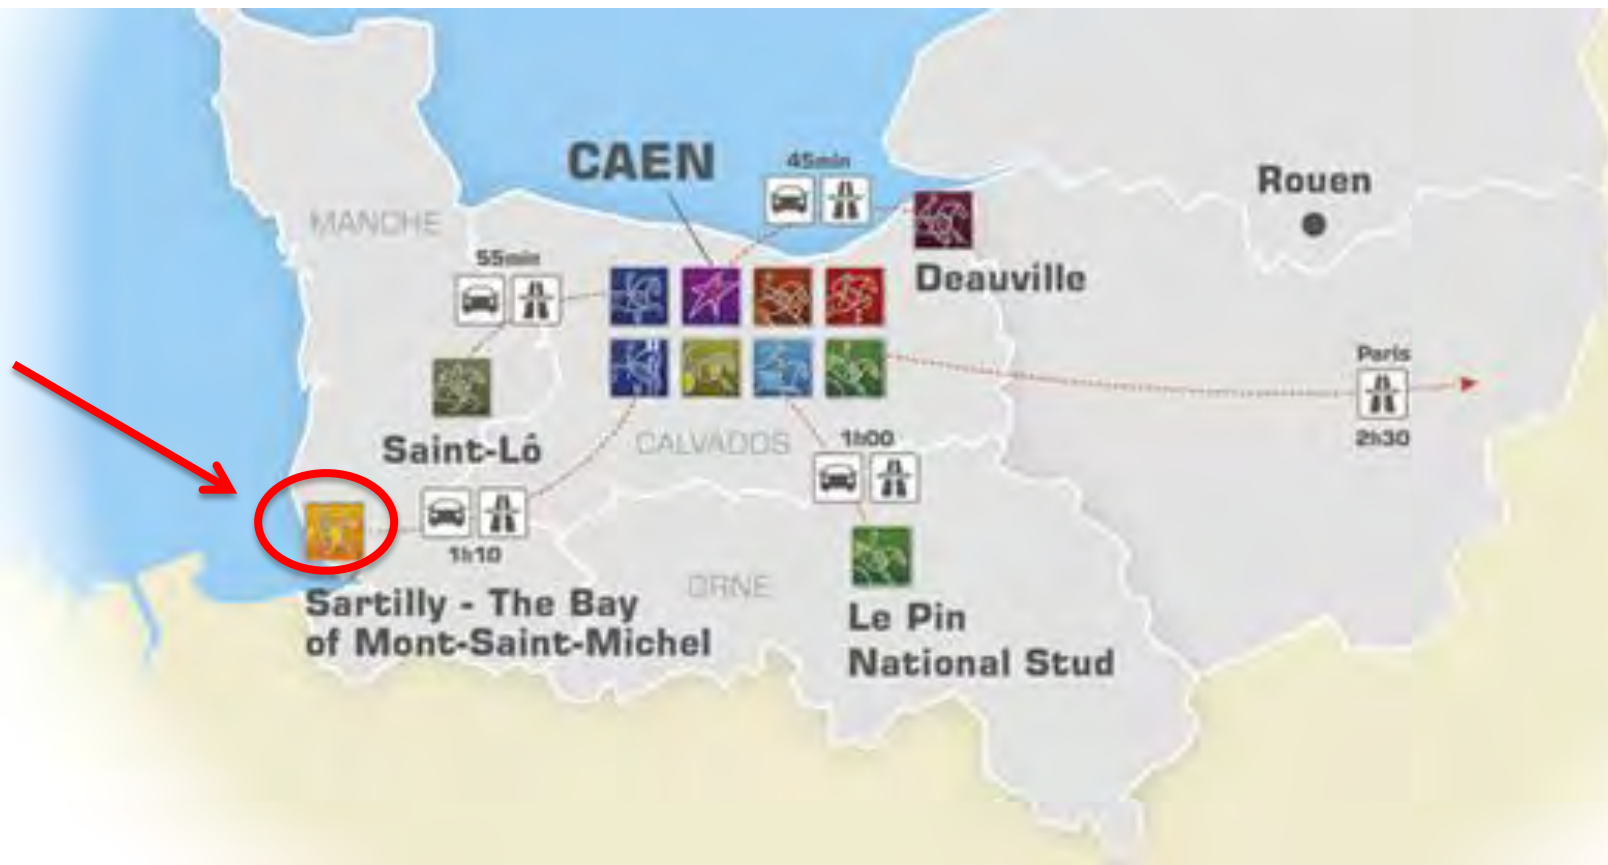 CAEN
45min
Rouen
MANCHE
55min
Deauville
Paris
2h30
Saint-Lô
CALVADOS
1h00
1h10
ORNE
Sartilly - The Bay
of Mont-Saint-Michel
Le Pin
National Stud